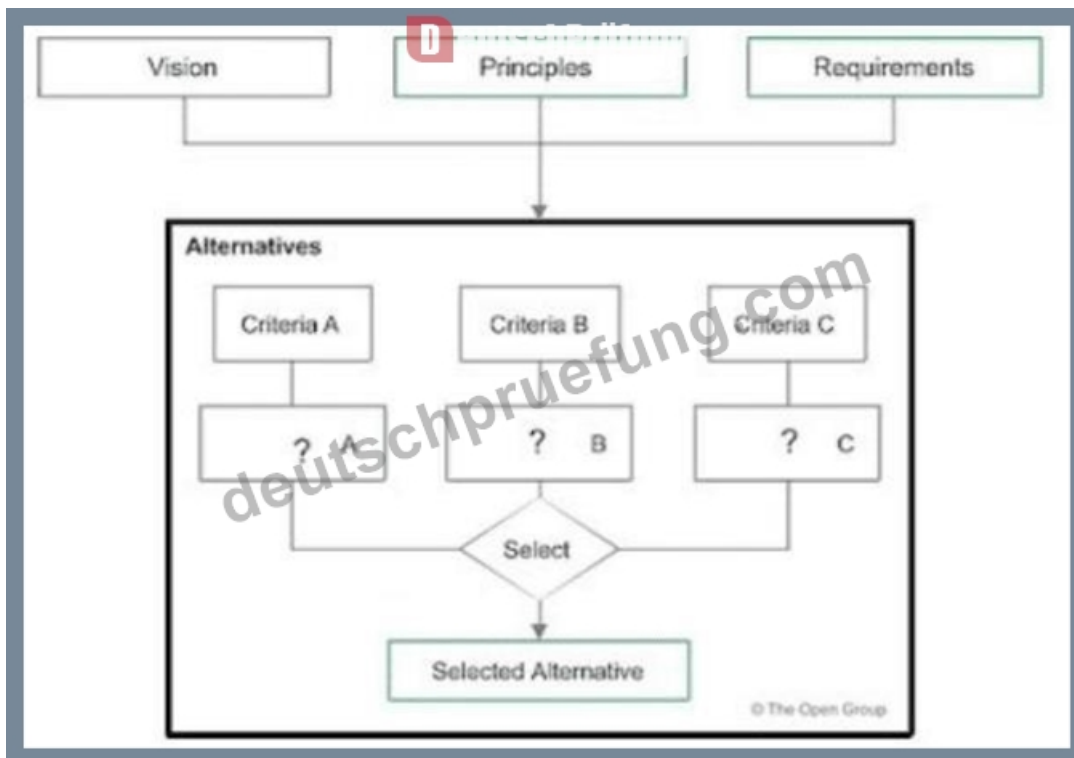 D
Vision
Principles
Requirements
Alternatives
Criteria A
Criteria B
Criteria C
? A
? B
? C
Select
Selected Alternative
© The Open Group
deutschpruefung.com